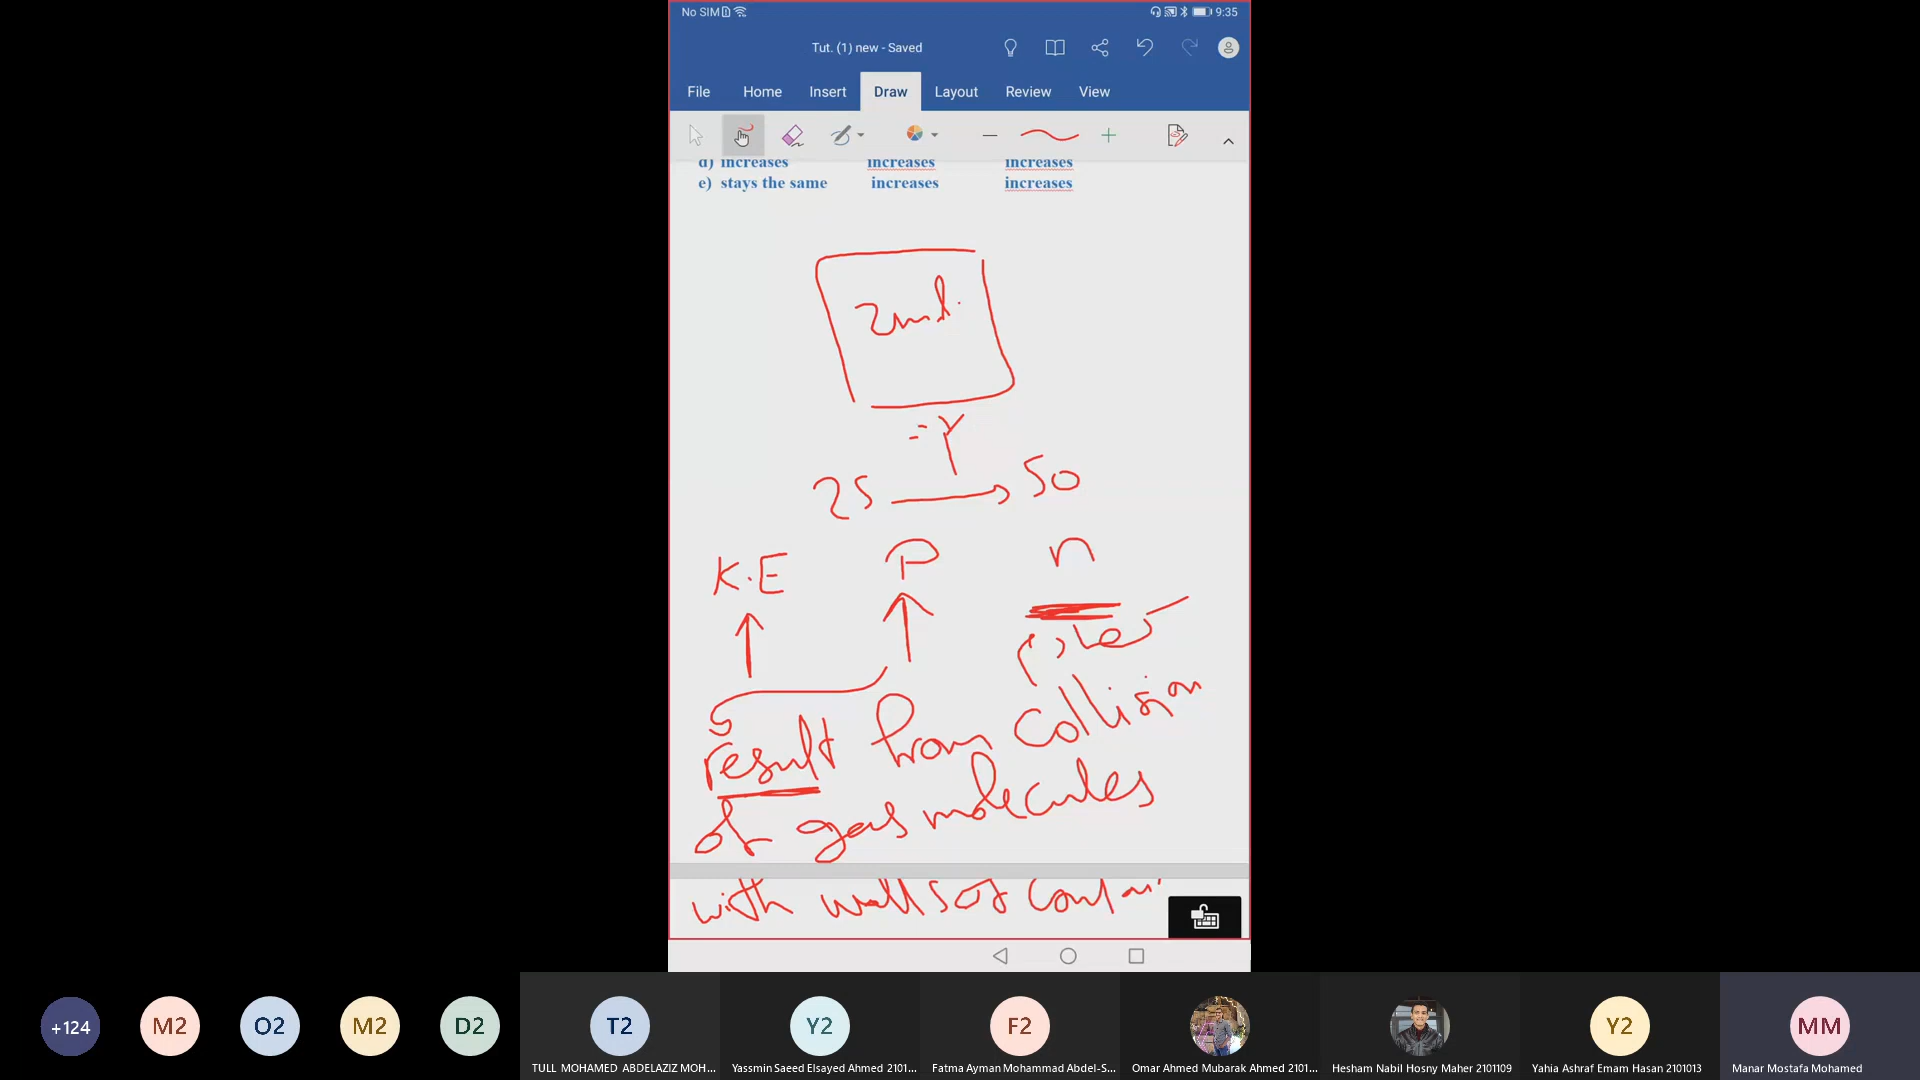 No SIM 9:35
Tut. (1) new - Saved
File Home Insert Draw Layout Review View
d) increases increases increases
e) stays the same increases increases
2mol.
25 → 50
K.E P n
result from Collision
of gas molecules
with walls of
+124 M2 O2 M2 D2 T2 Y2 F2 Y2 MM
TULL MOHAMED ABDELAZIZ MOH... Yassmin Saeed Elsayed Ahmed 2101... Fatma Ayman Mohammad Abdel-S... Omar Ahmed Mubarak Ahmed 2101... Hesham Nabil Hosny Maher 2101109 Yahia Ashraf Emam Hasan 2101013 Manar Mostafa Mohamed